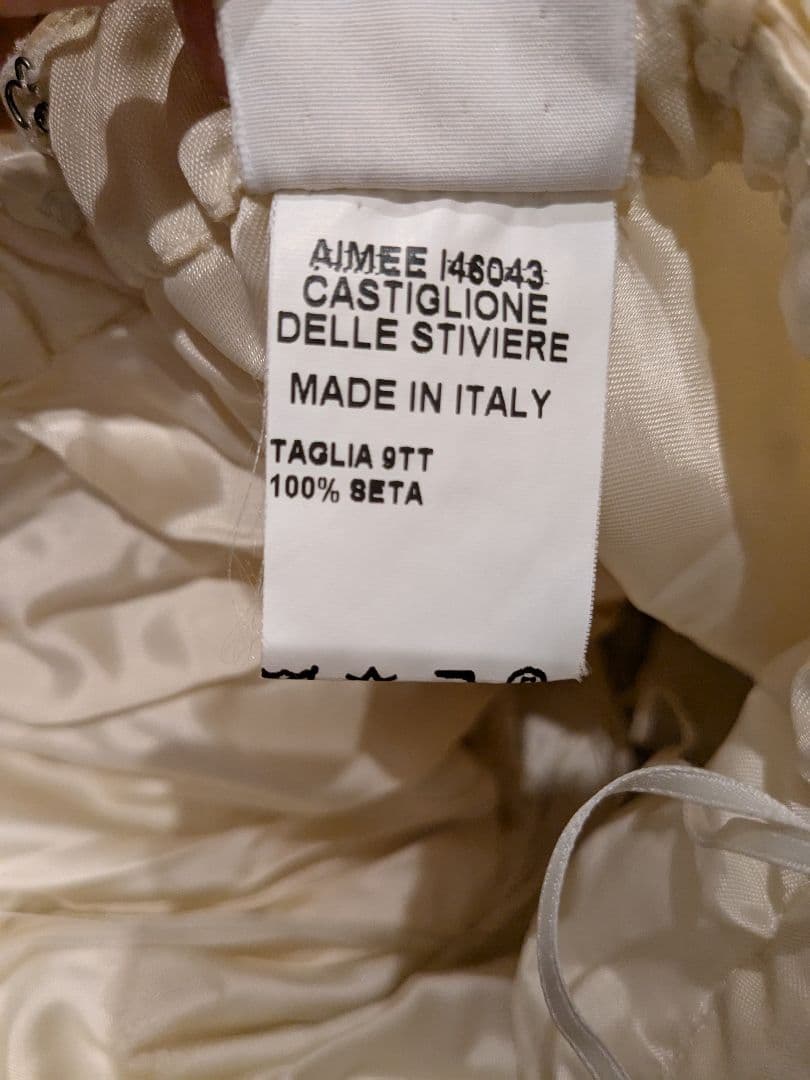 AIMEE I46043
CASTIGLIONE
DELLE STIVIERE
MADE IN ITALY
TAGLIA 9TT
100% SETA